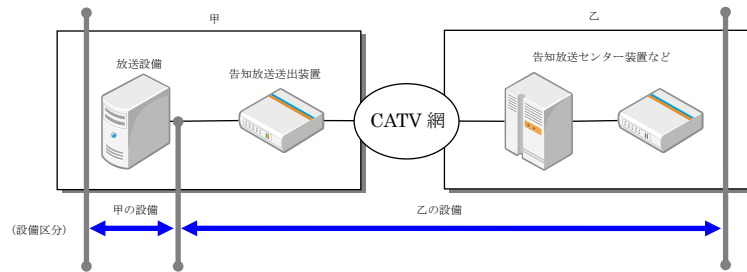 甲
乙
放送設備
告知放送送出装置
告知放送センター装置など
CATV 網
甲の設備
乙の設備
(設備区分)